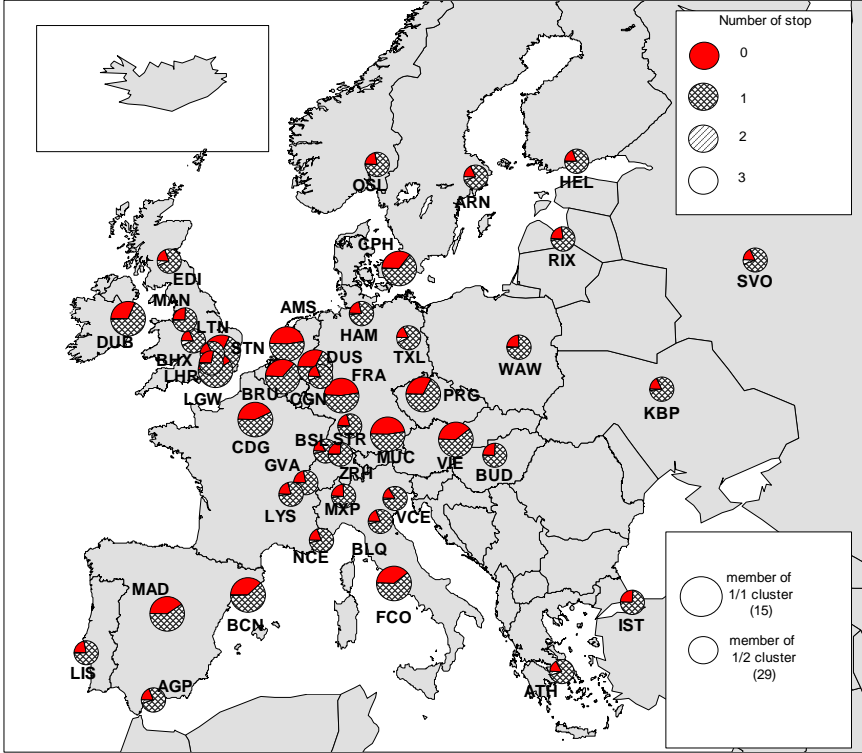 Number of stop
0
1
2
3
OSL
ARN
HEL
CPH
RIX
SVO
EDI
MAN
AMS
LTN
HAM
DUB
STN
DUS
TXL
WAW
BHX
FRA
LHR
LGW
BRU
CGN
PRG
KBP
CDG
BSL
STR
MUC
VIE
GVA
ZRH
BUD
LYS
MXP
VCE
NCE
BLQ
MAD
BCN
FCO
IST
LIS
AGP
ATH
member of
1/1 cluster
(15)
member of
1/2 cluster
(29)